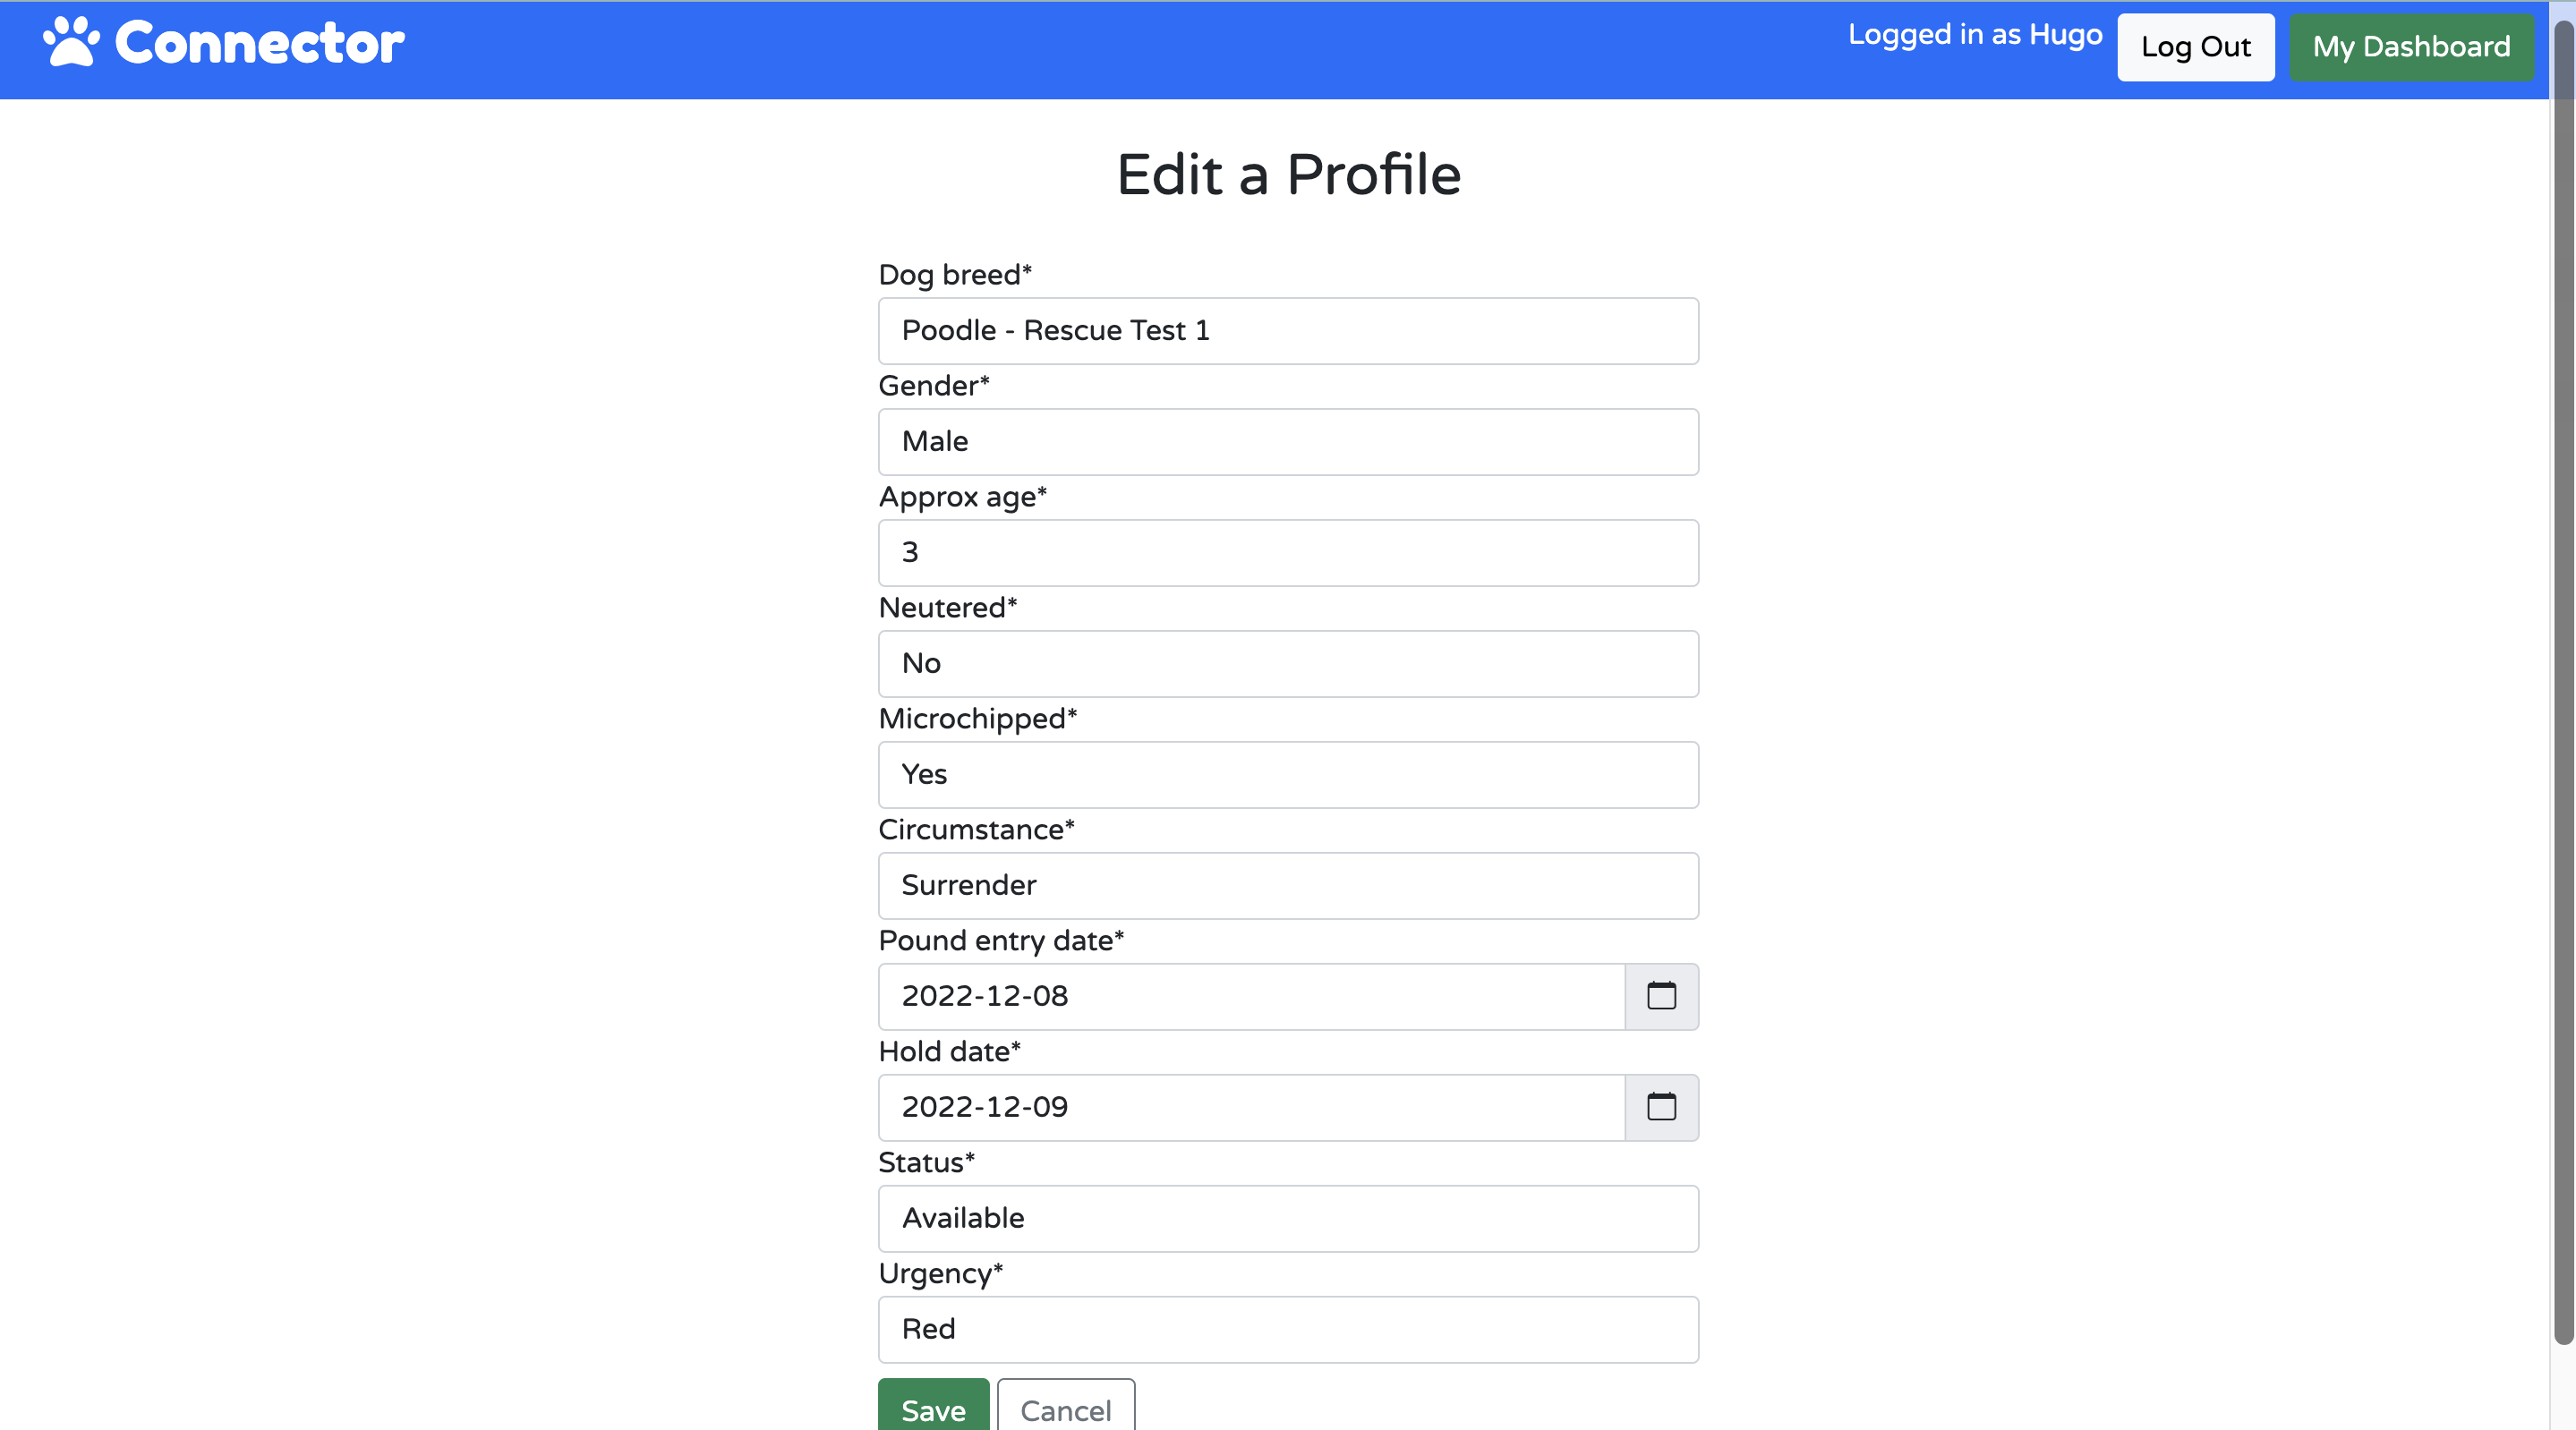 Connector
Logged in as Hugo
Log Out
My Dashboard
Edit a Profile
Dog breed*
Poodle - Rescue Test 1
Gender*
Male
Approx age*
3
Neutered*
No
Microchipped*
Yes
Circumstance*
Surrender
Pound entry date*
2022-12-08
Hold date*
2022-12-09
Status*
Available
Urgency*
Red
Save
Cancel